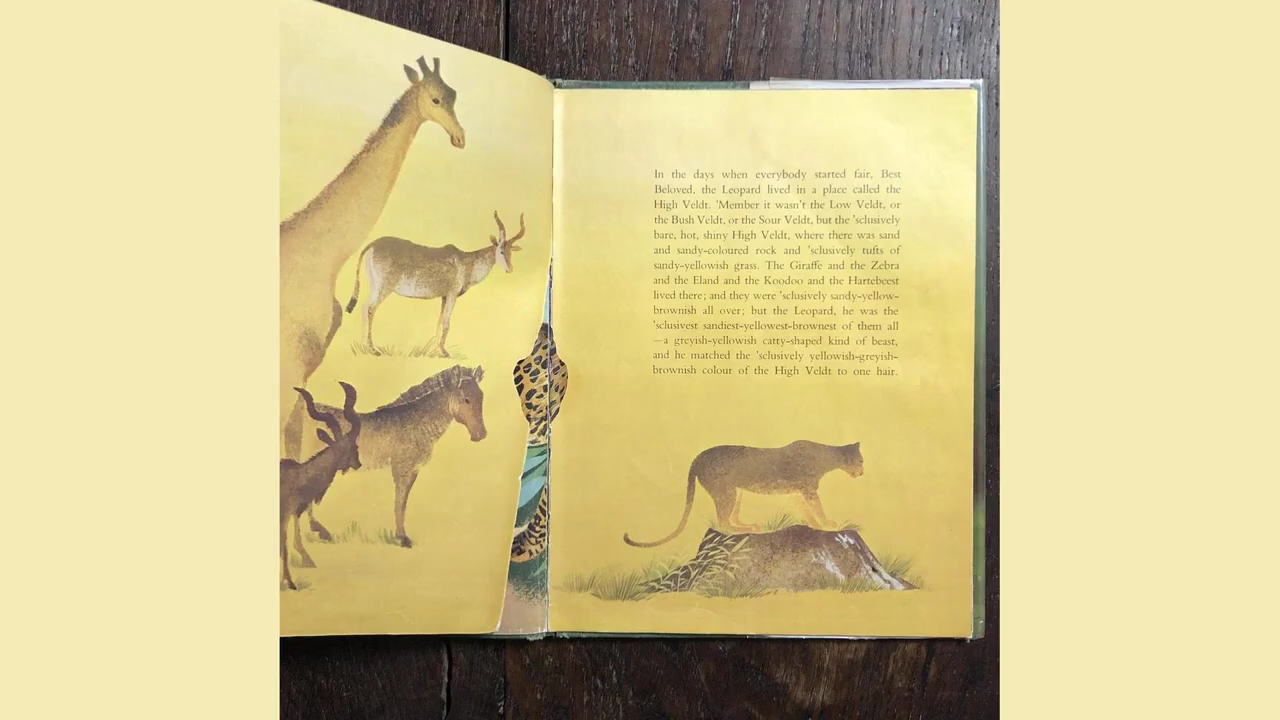 In the days when everybody started fair, Best
Beloved, the Leopard lived in a place called the
High Veldt. 'Member it wasn't the Low Veldt, or
the Bush Veldt, or the Sour Veldt, but the 'sclusively
bare, hot, shiny High Veldt, where there was sand
and sandy-coloured rock and 'sclusively tufts of
sandy-yellowish grass. The Giraffe and the Zebra
and the Eland and the Koodoo and the Hartebeest
lived there; and they were 'sclusively sandy-yellow-
brownish all over; but the Leopard, he was the
'sclusivest sandiest-yellowest-brownest of them all
—a greyish-yellowish catty-shaped kind of beast,
and he matched the 'sclusively yellowish-greyish-
brownish colour of the High Veldt to one hair.